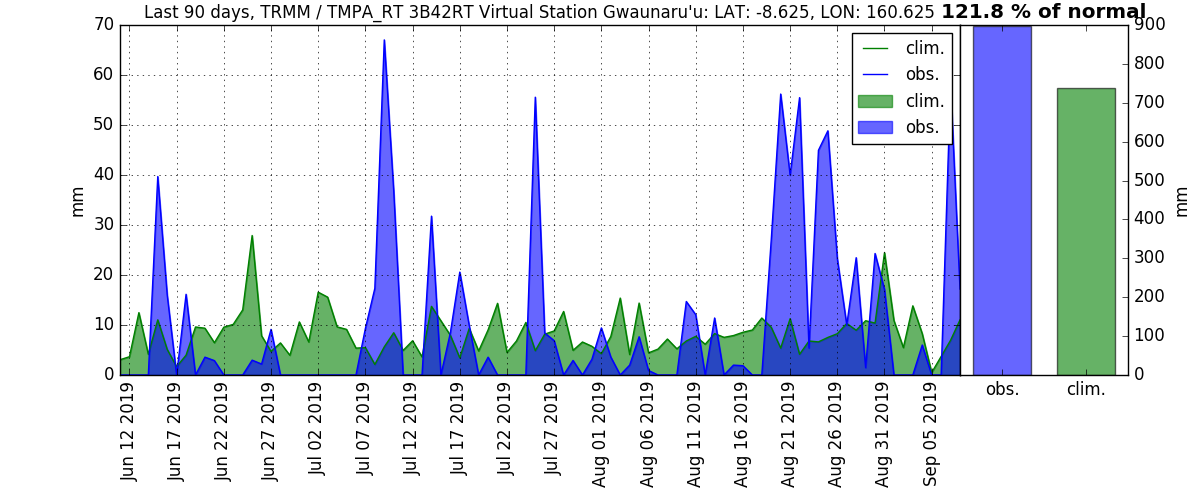 Last 90 days, TRMM / TMPA_RT 3B42RT Virtual Station Gwaunaru'u: LAT: -8.625, LON: 160.625 121.8 % of normal
70
60
50
40
30
20
10
0
mm
clim.
obs.
clim.
obs.
Jun 12 2019
Jun 17 2019
Jun 22 2019
Jun 27 2019
Jul 02 2019
Jul 07 2019
Jul 12 2019
Jul 17 2019
Jul 22 2019
Jul 27 2019
Aug 01 2019
Aug 06 2019
Aug 11 2019
Aug 16 2019
Aug 21 2019
Aug 26 2019
Aug 31 2019
Sep 05 2019
900
800
700
600
500
400
300
200
100
0
mm
obs.
clim.